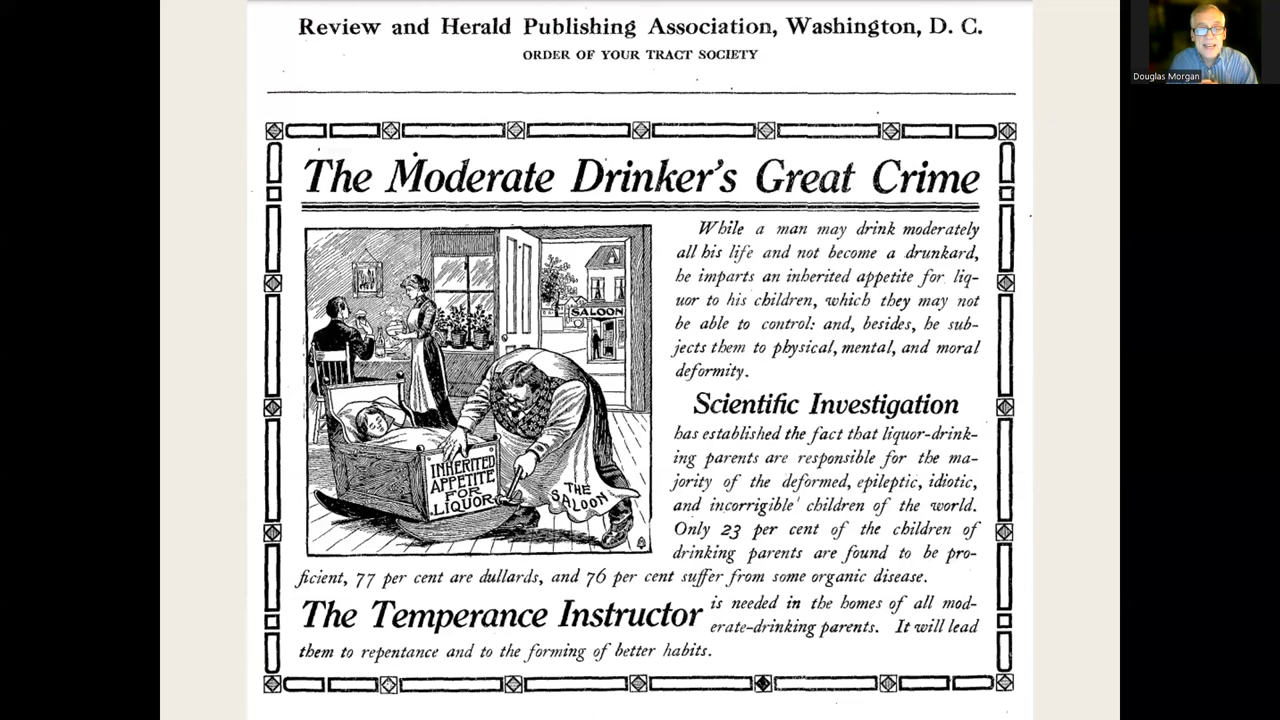 Review and Herald Publishing Association, Washington, D. C.
ORDER OF YOUR TRACT SOCIETY
Douglas Morgan
The Moderate Drinker's Great Crime
While a man may drink moderately
all his life and not become a drunkard,
he imparts an inherited appetite for liq-
uor to his children, which they may not
be able to control: and, besides, he sub-
jects them to physical, mental, and moral
deformity.
SALOON
INHERITED
APPETITE
FOR
LIQUOR
THE
SALOON
Scientific Investigation
has established the fact that liquor-drink-
ing parents are responsible for the ma-
jority of the deformed, epileptic, idiotic,
and incorrigible children of the world.
Only 23 per cent of the children of
drinking parents are found to be pro-
ficient, 77 per cent are dullards, and 76 per cent suffer from some organic disease.
The Temperance Instructor is needed in the homes of all mod-
erate-drinking parents. It will lead
them to repentance and to the forming of better habits.